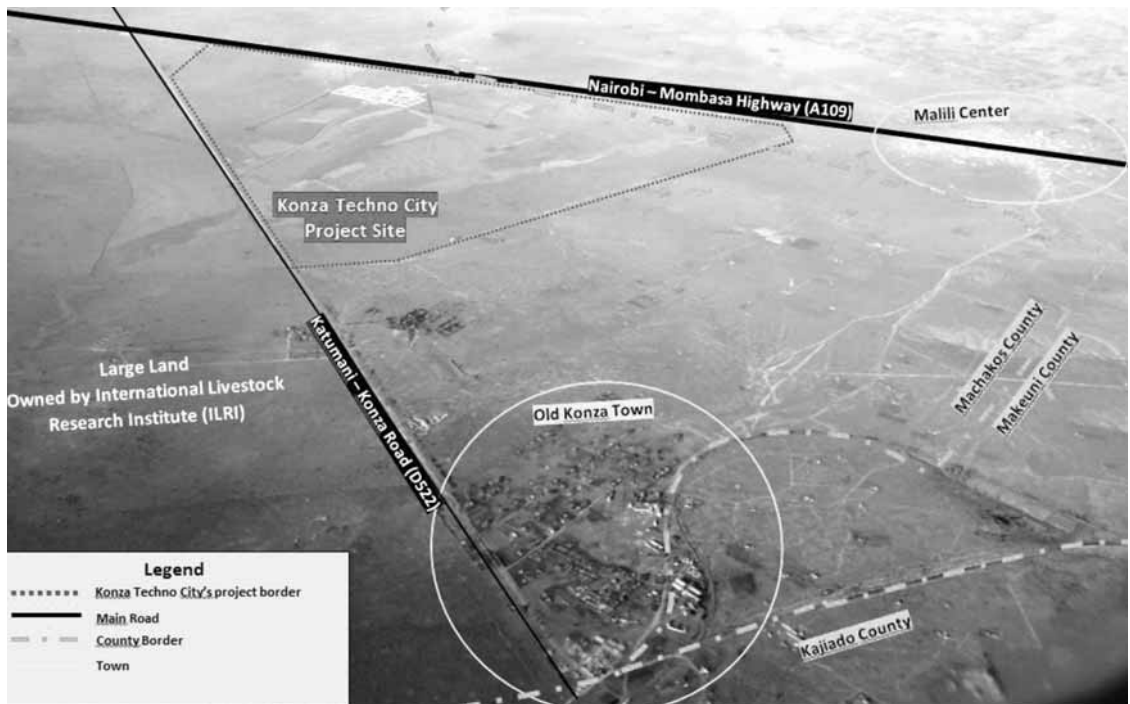 Nairobi – Mombasa Highway (A109)
Malili Center
Konza Techno City
Project Site
Katumani – Konza Road (D522)
Large Land
Owned by International Livestock
Research Institute (ILRI)
Old Konza Town
Machakos County
Makeuni County
Kajiado County
Legend
Konza Techno City's project border
Main Road
County Border
Town